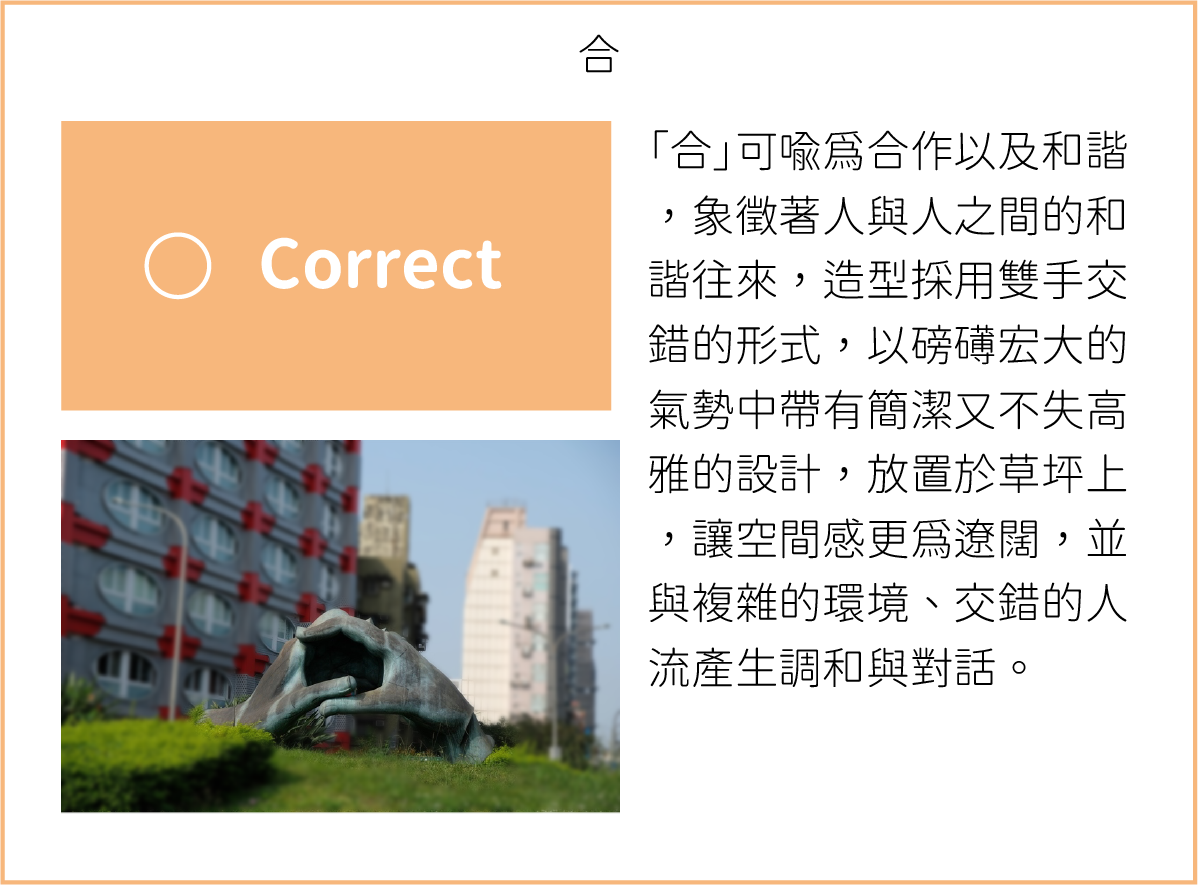 合
○ Correct
「合」可喻爲合作以及和諧
，象徵著人與人之間的和
諧往來，造型採用雙手交
錯的形式，以磅礴宏大的
氣勢中帶有簡潔又不失高
雅的設計，放置於草坪上
，讓空間感更爲遼闊，並
與複雜的環境、交錯的人
流產生調和與對話。